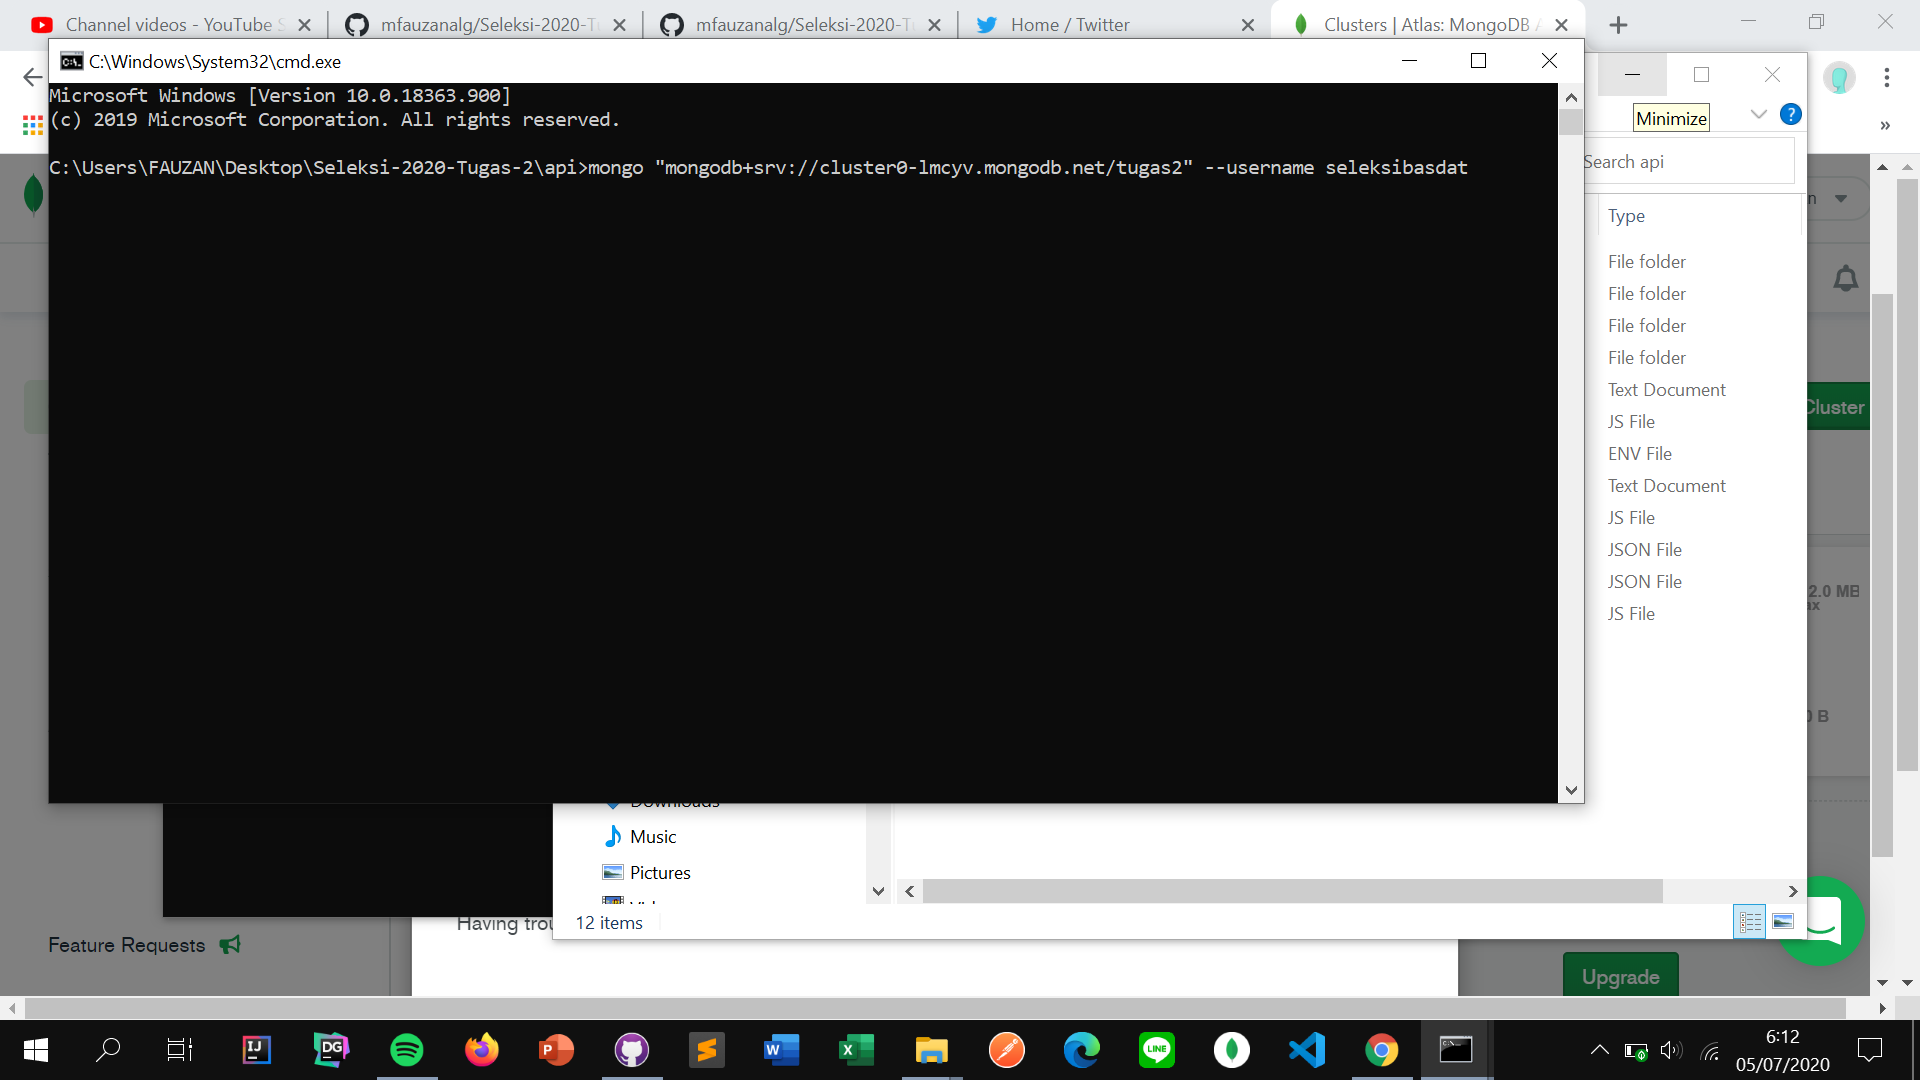 Channel videos - YouTube S
mfauzanalg/Seleksi-2020-Tu
mfauzanalg/Seleksi-2020-Tu
Home / Twitter
Clusters | Atlas: MongoDB A
C:\Windows\System32\cmd.exe
Microsoft Windows [Version 10.0.18363.900]
(c) 2019 Microsoft Corporation. All rights reserved.
C:\Users\FAUZAN\Desktop\Seleksi-2020-Tugas-2\api>mongo "mongodb+srv://cluster0-lmcyv.mongodb.net/tugas2" --username seleksibasdat
Minimize
Search api
Type
File folder
File folder
File folder
File folder
Text Document
JS File
ENV File
Text Document
JS File
JSON File
JSON File
JS File
Cluster
2.0 MB
ax
0 B
Downloads
Music
Pictures
12 items
Having trou
Feature Requests
Upgrade
6:12
05/07/2020